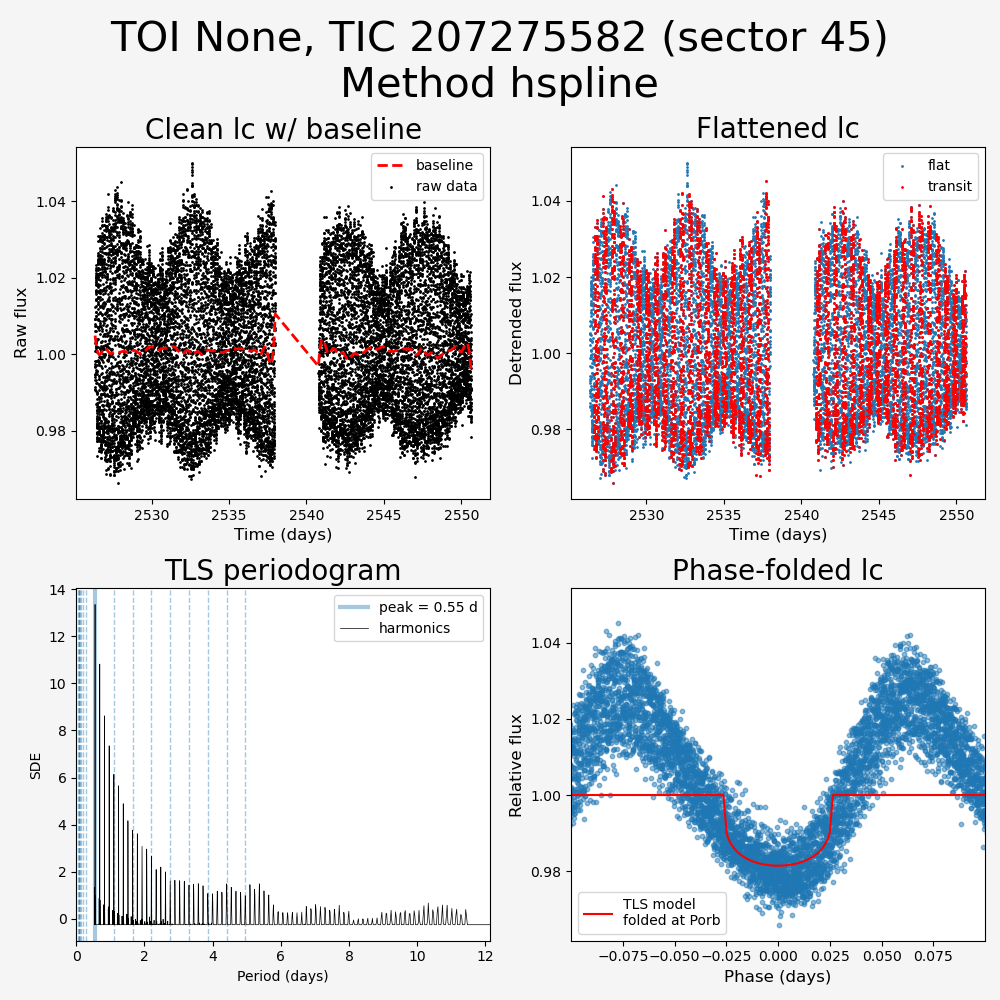 TOI None, TIC 207275582 (sector 45)
Method hspline
Clean lc w/ baseline
Flattened lc
baseline
raw data
flat
transit
Raw flux
1.04
1.02
1.00
0.98
2530
2535
2540
2545
2550
Time (days)
Detrended flux
1.04
1.02
1.00
0.98
2530
2535
2540
2545
2550
Time (days)
TLS periodogram
Phase-folded lc
peak = 0.55 d
harmonics
SDE
14
12
10
8
6
4
2
0
0
2
4
6
8
10
12
Period (days)
Relative flux
1.04
1.02
1.00
0.98
TLS model
folded at Porb
−0.075
−0.050
−0.025
0.000
0.025
0.050
0.075
Phase (days)